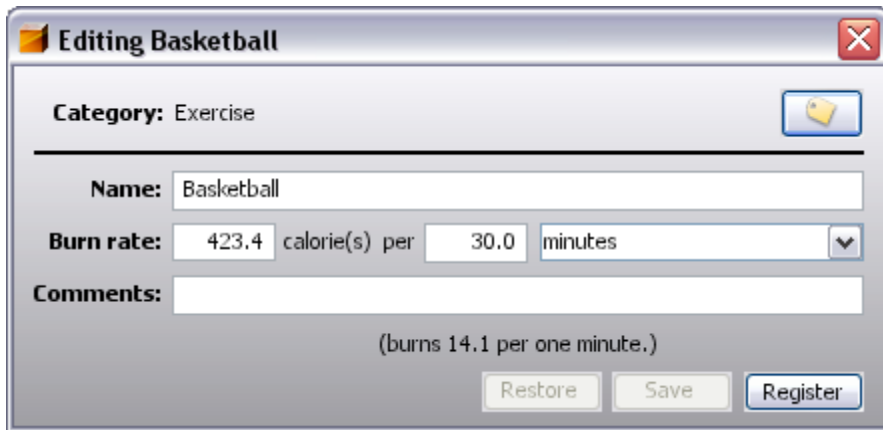 Editing Basketball
Category: Exercise
Name: Basketball
Burn rate: 423.4 calorie(s) per 30.0 minutes
Comments:
(burns 14.1 per one minute.)
Restore Save Register